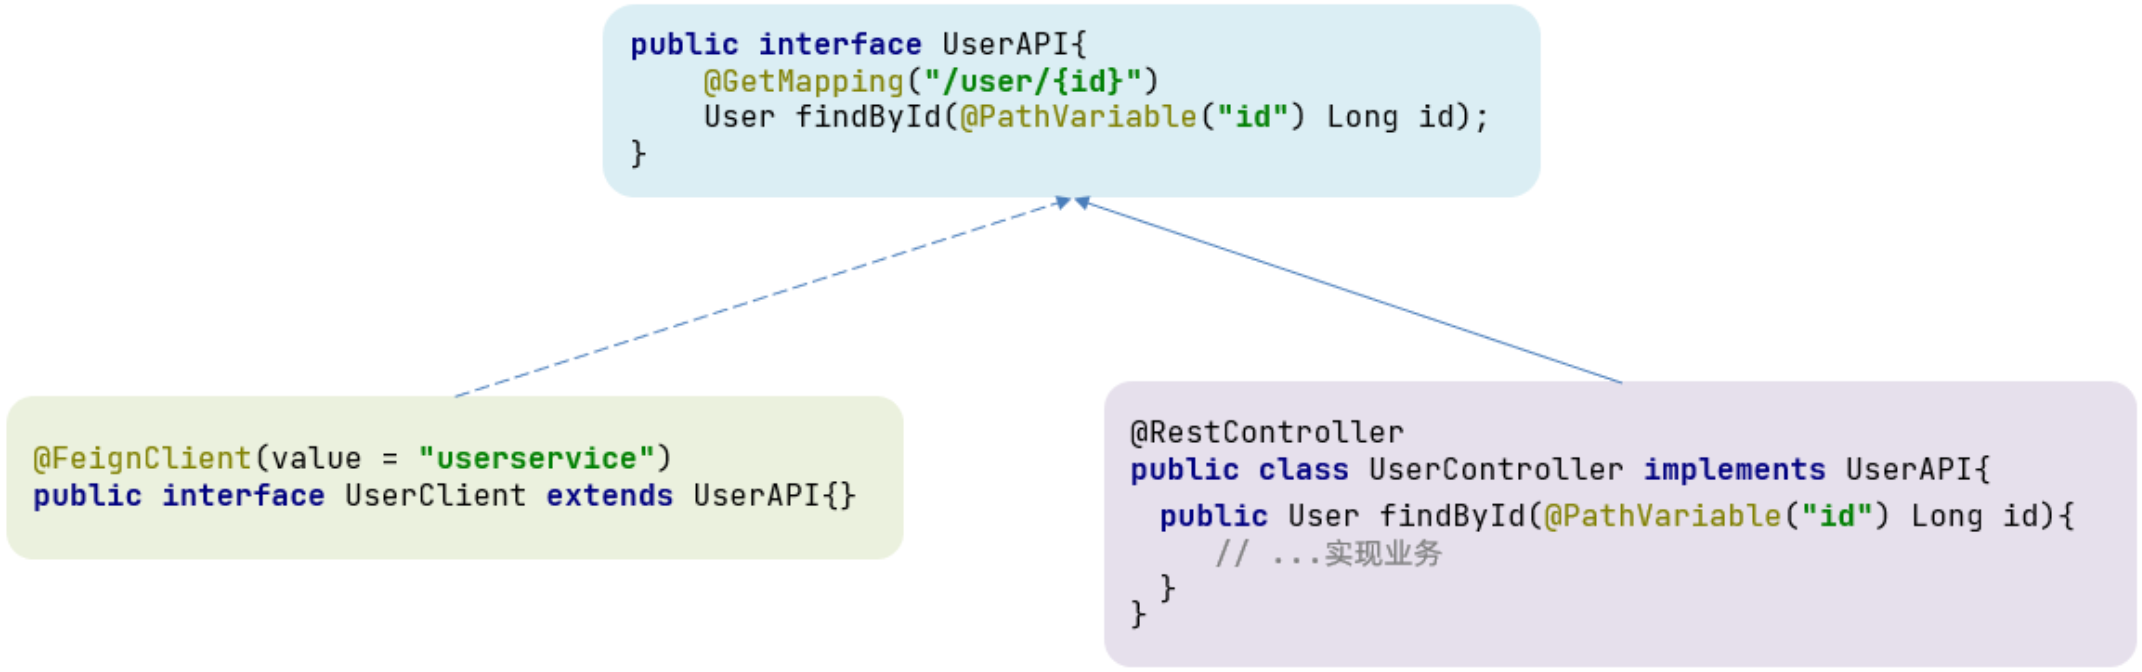 public interface UserAPI{
@GetMapping("/user/{id}")
User findById(@PathVariable("id") Long id);
}
@FeignClient(value = "userservice")
public interface UserClient extends UserAPI{}
@RestController
public class UserController implements UserAPI{
public User findById(@PathVariable("id") Long id){
// ...实现业务
}
}